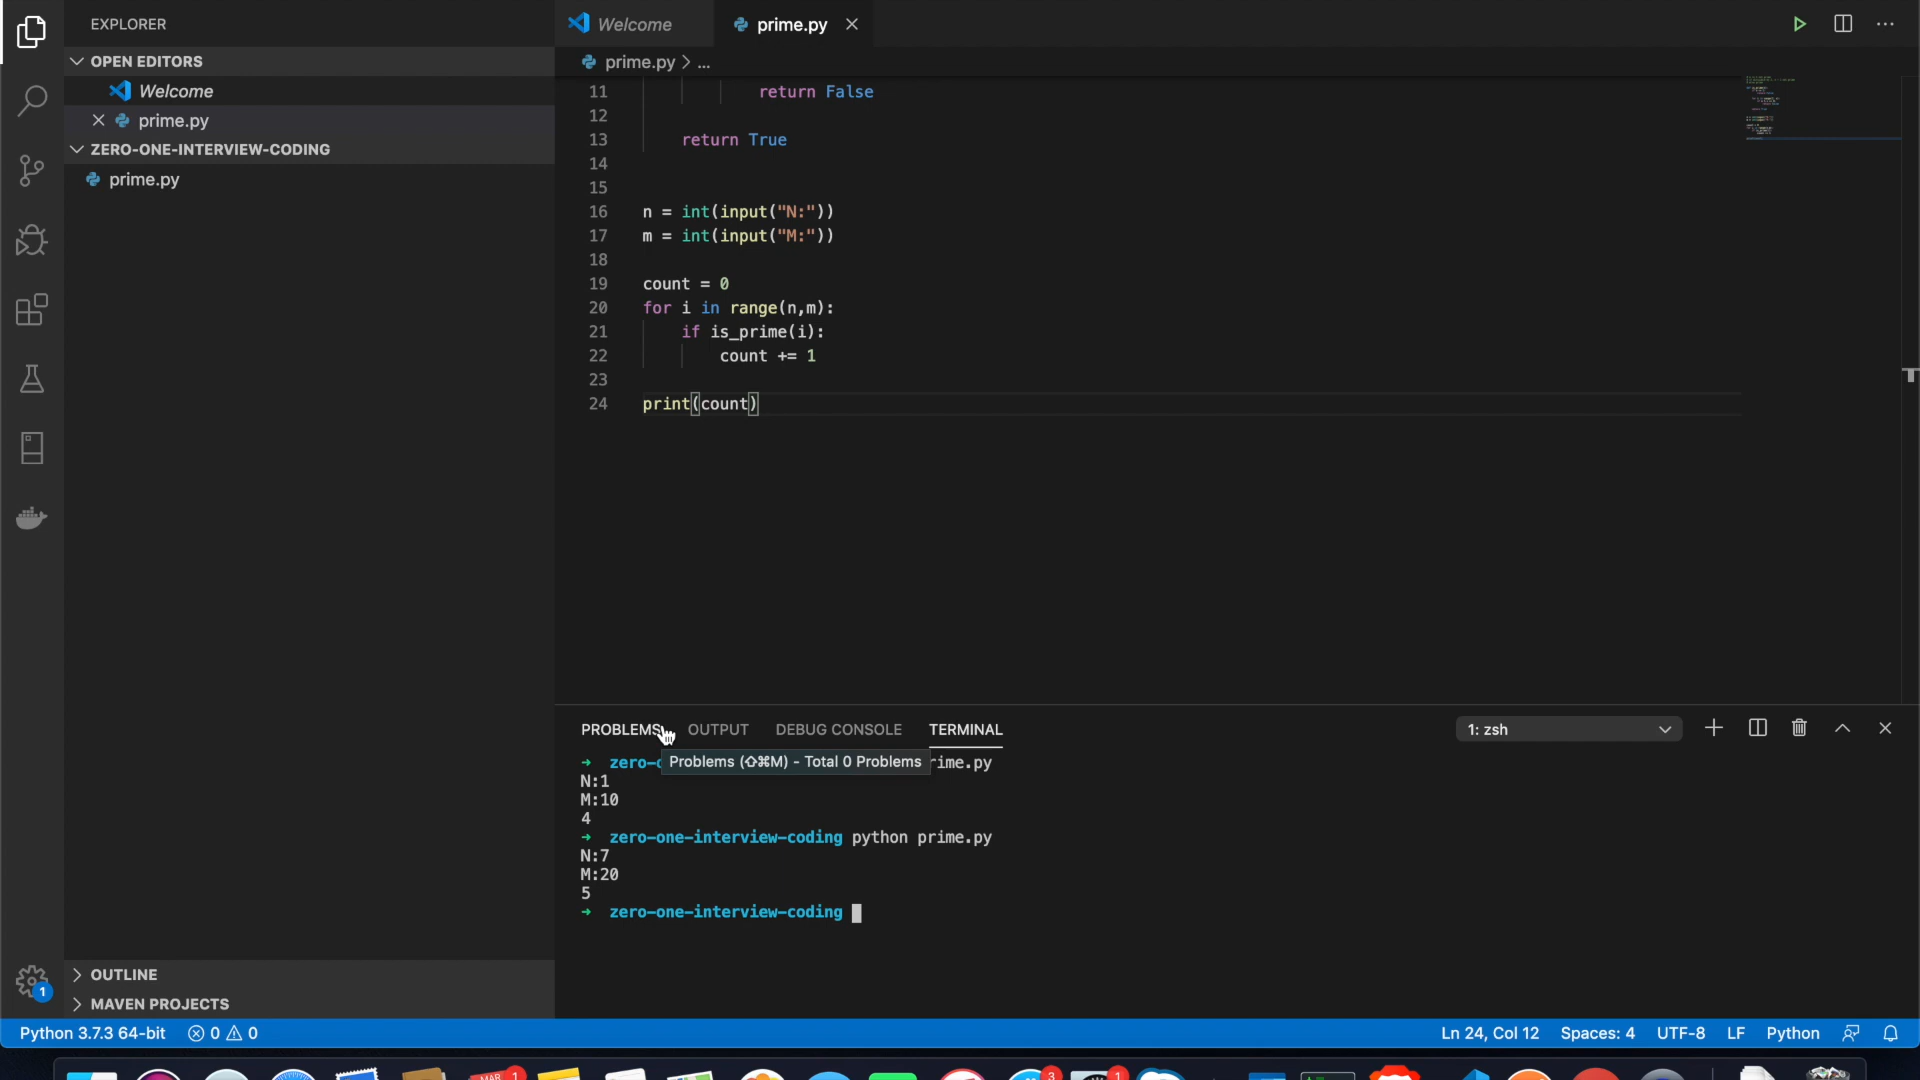 EXPLORER
OPEN EDITORS
Welcome
prime.py
ZERO-ONE-INTERVIEW-CODING
prime.py
OUTLINE
MAVEN PROJECTS
1
Welcome
prime.py
prime.py > ...
11 return False
12
13 return True
14
15
16 n = int(input("N:"))
17 m = int(input("M:"))
18
19 count = 0
20 for i in range(n,m):
21 if is_prime(i):
22 count += 1
23
24 print(count)
PROBLEMS OUTPUT DEBUG CONSOLE TERMINAL
1: zsh
Problems (⇧⌘M) - Total 0 Problems
N:1
M:10
4
→ zero-one-interview-coding python prime.py
N:7
M:20
5
→ zero-one-interview-coding
Python 3.7.3 64-bit 0 0
Ln 24, Col 12 Spaces: 4 UTF-8 LF Python
MAR 1
3
1